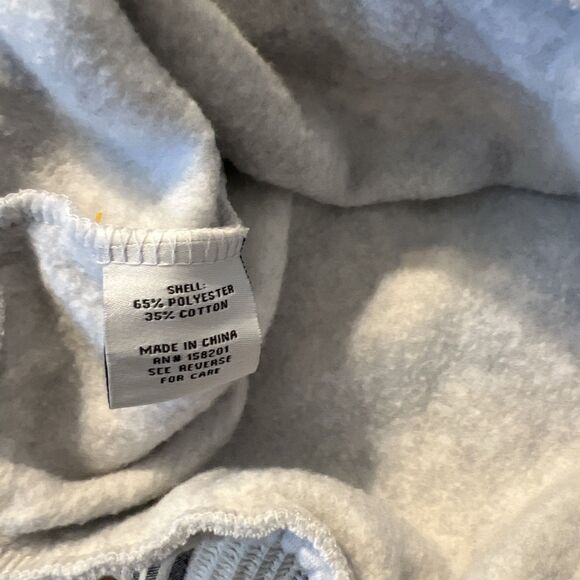 SHELL:
65% POLYESTER
35% COTTON
MADE IN CHINA
RN# 158201
SEE REVERSE
FOR CARE